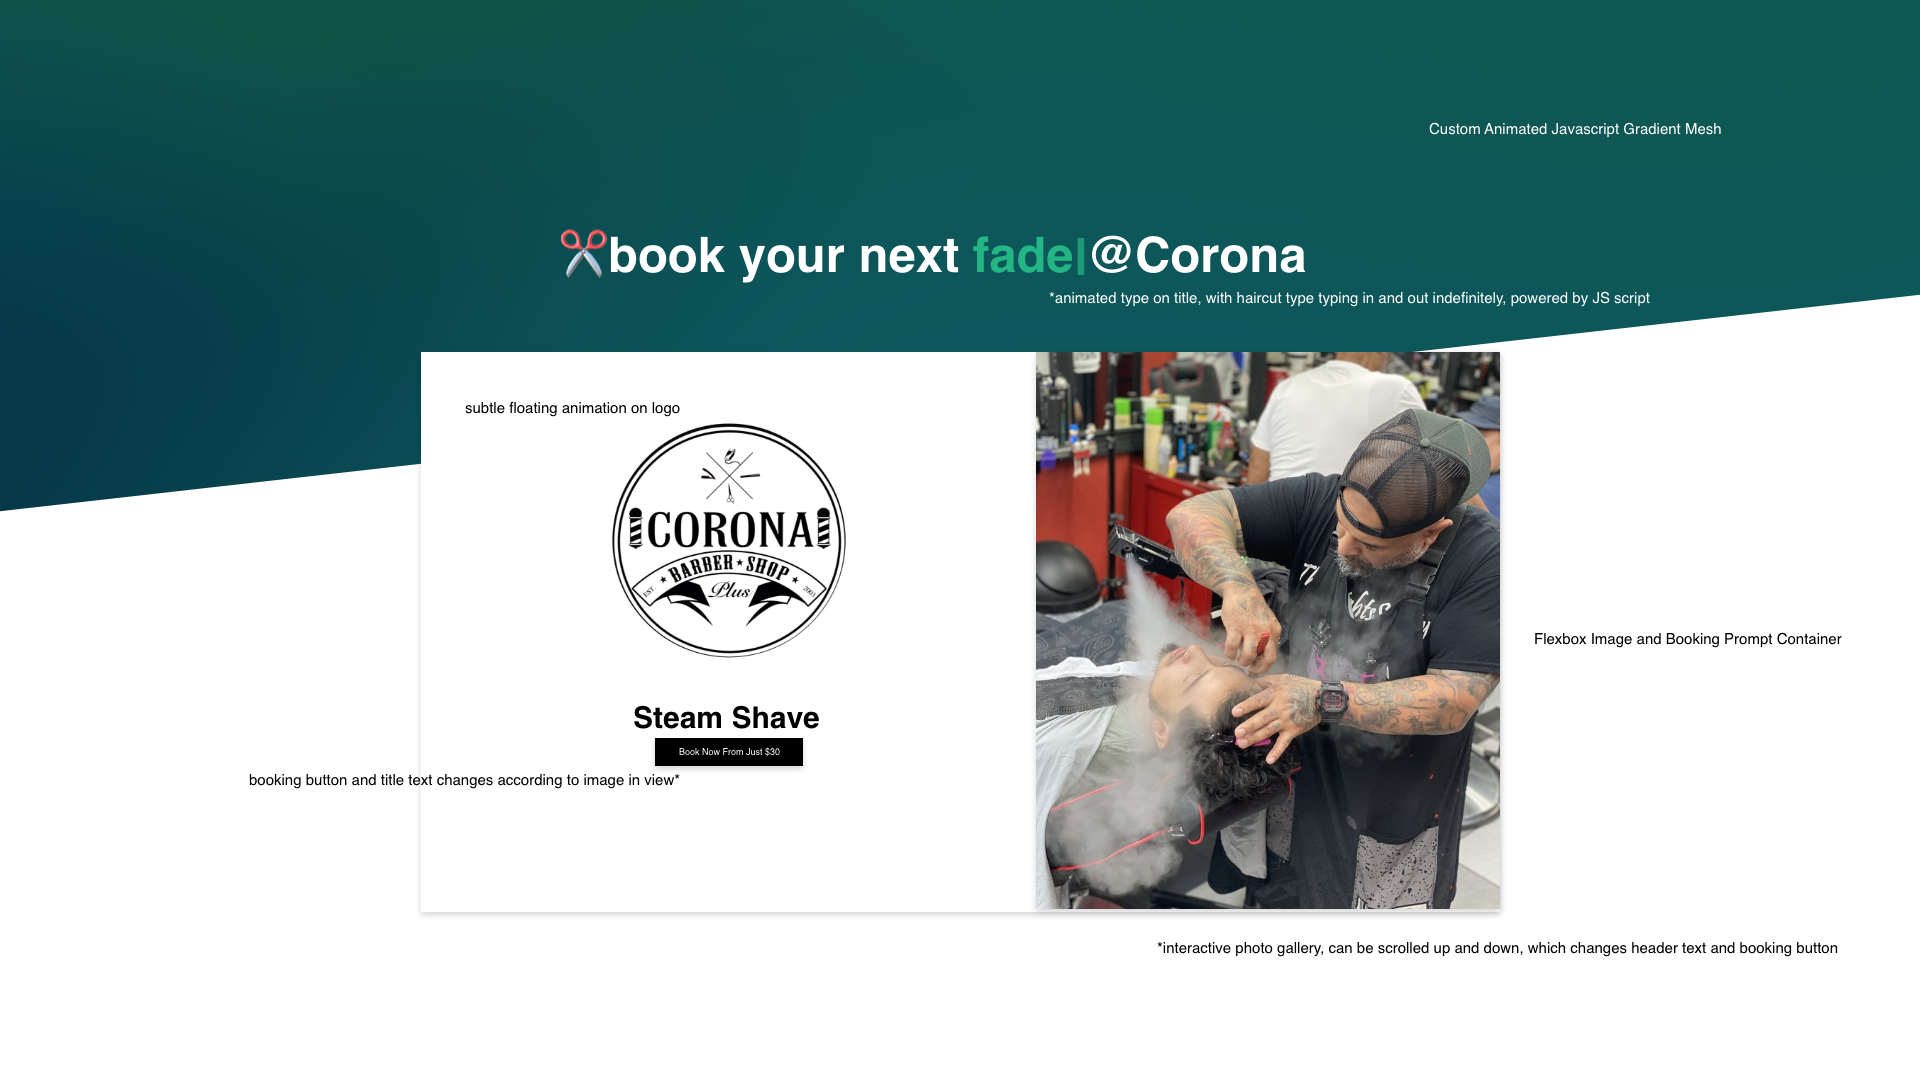 Custom Animated Javascript Gradient Mesh
✂️book your next fade|@Corona
*animated type on title, with haircut type typing in and out indefinitely, powered by JS script
subtle floating animation on logo
CORONA
BARBER ★ SHOP
EST. Plus 2003
Flexbox Image and Booking Prompt Container
Steam Shave
Book Now From Just $30
booking button and title text changes according to image in view*
*interactive photo gallery, can be scrolled up and down, which changes header text and booking button